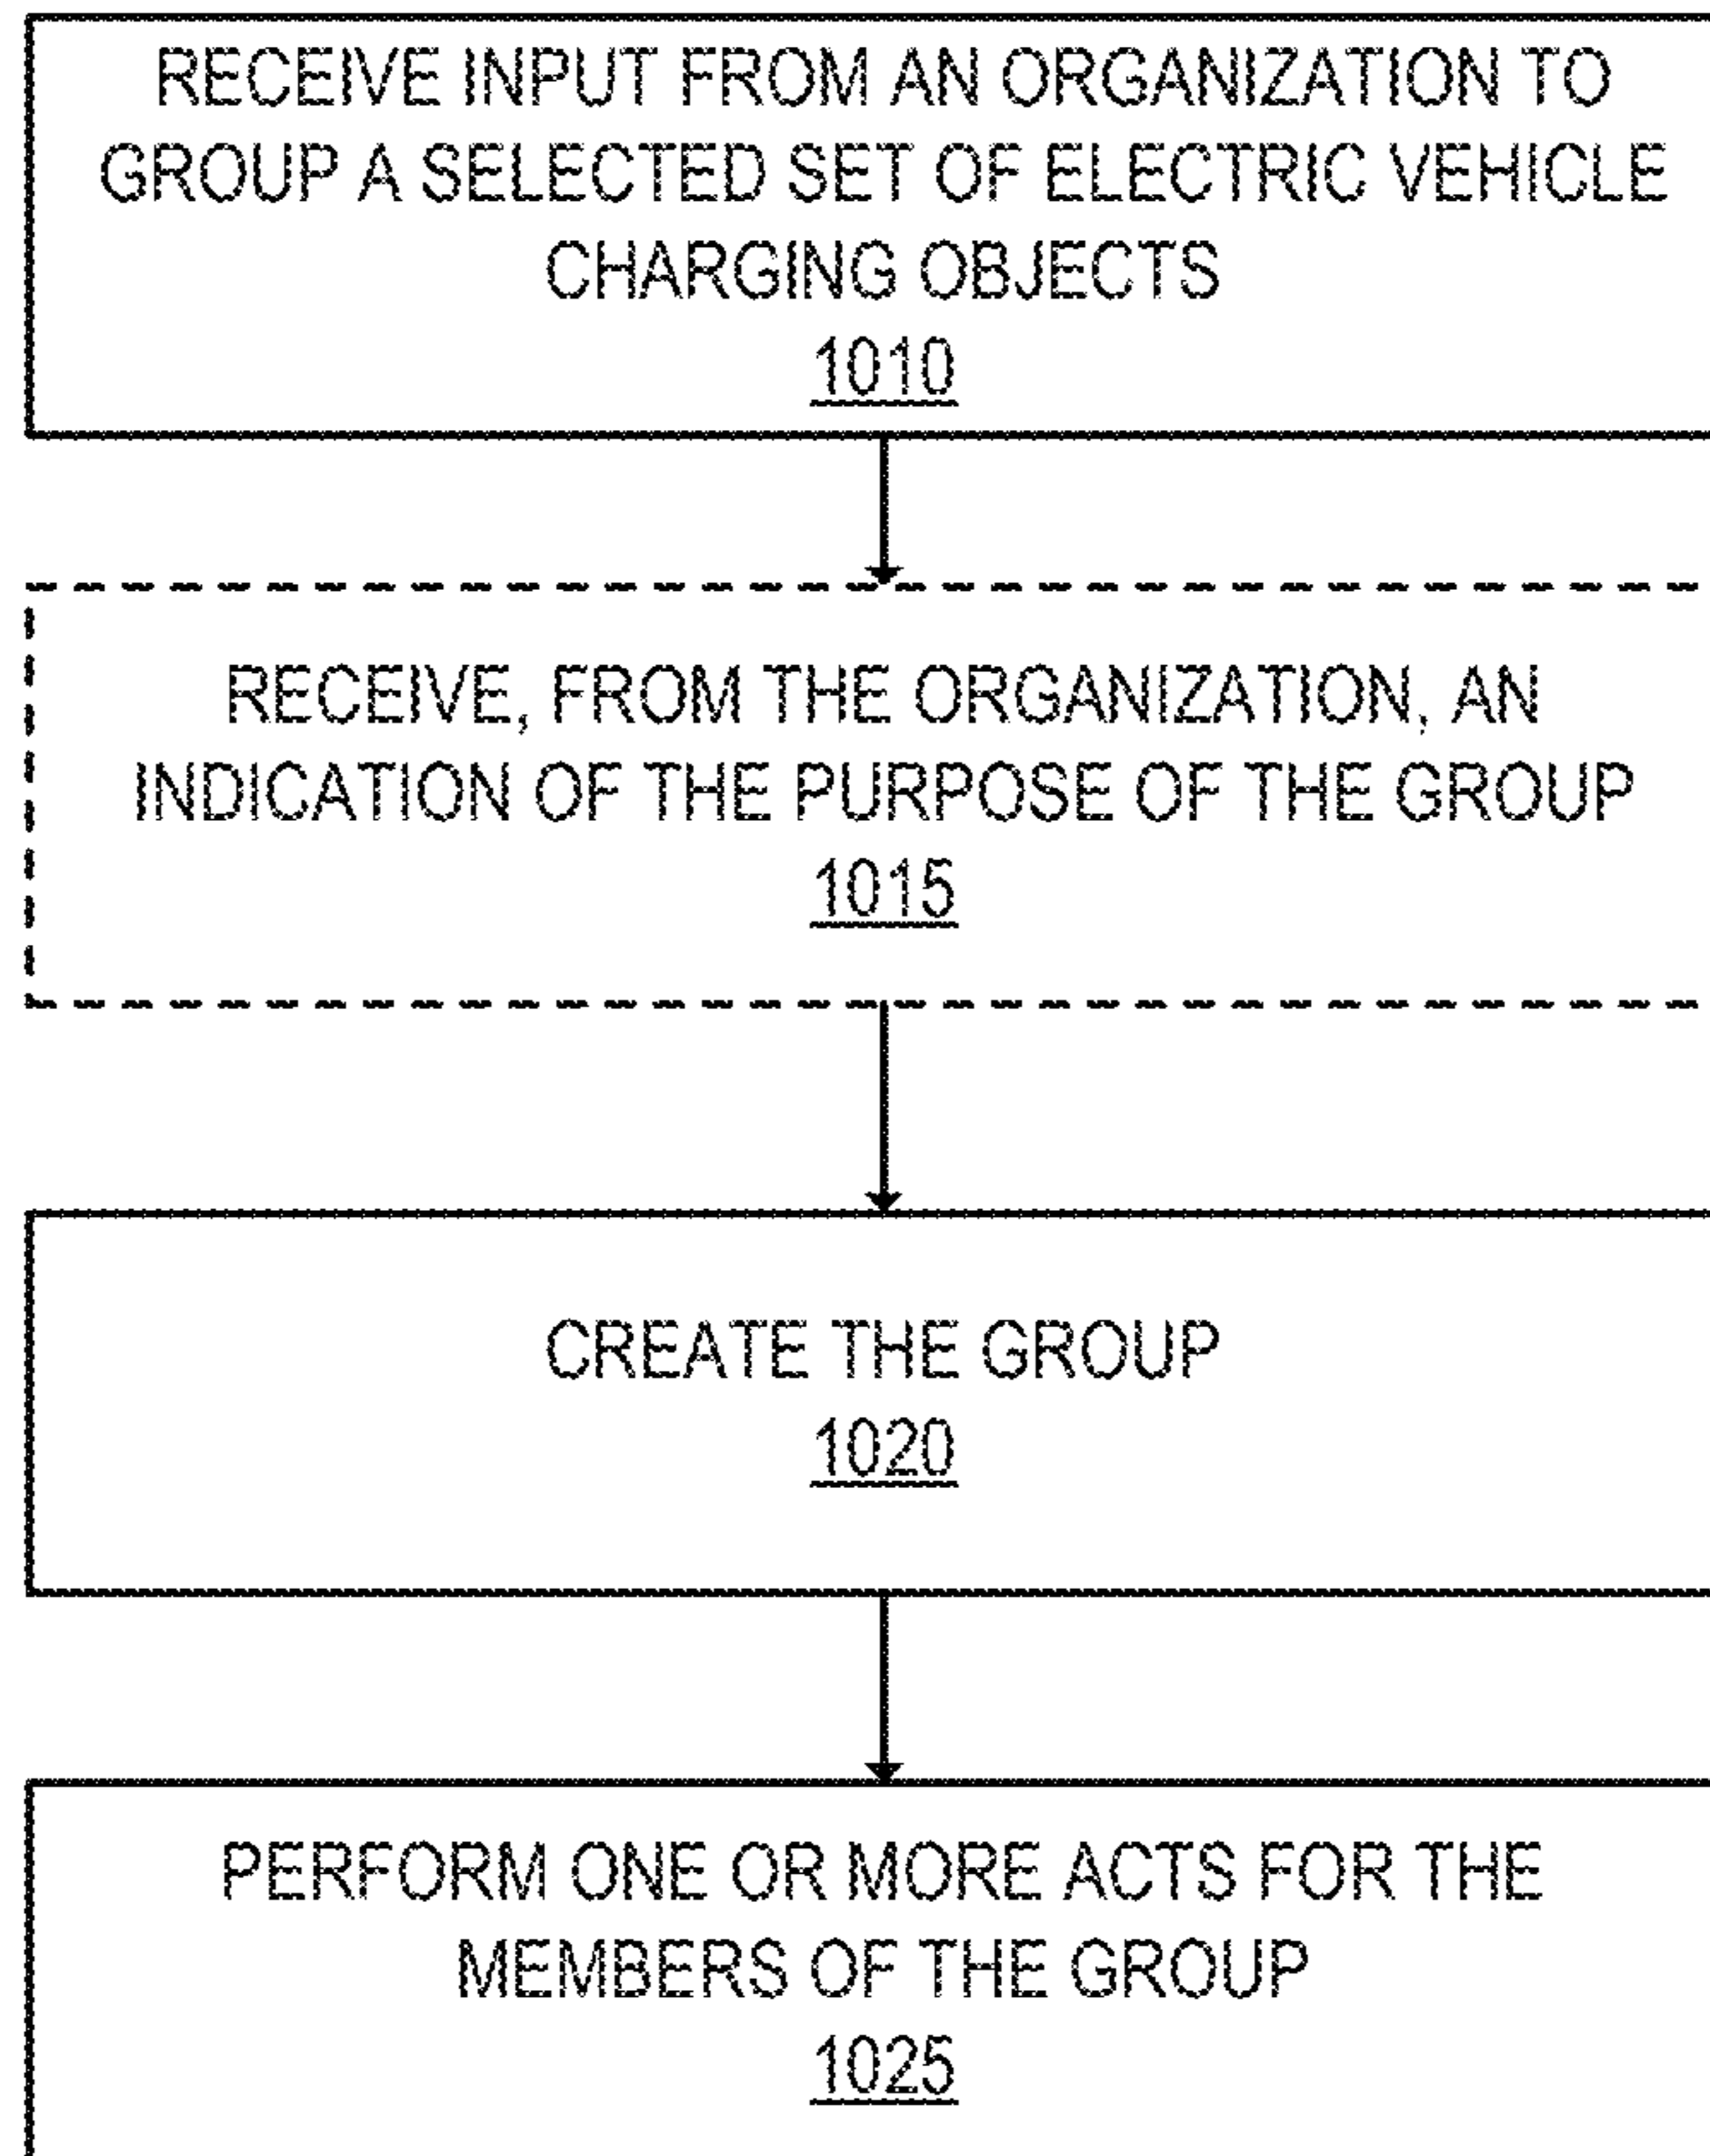 RECEIVE INPUT FROM AN ORGANIZATION TO
GROUP A SELECTED SET OF ELECTRIC VEHICLE
CHARGING OBJECTS
1010
RECEIVE, FROM THE ORGANIZATION, AN
INDICATION OF THE PURPOSE OF THE GROUP
1015
CREATE THE GROUP
1020
PERFORM ONE OR MORE ACTS FOR THE
MEMBERS OF THE GROUP
1025